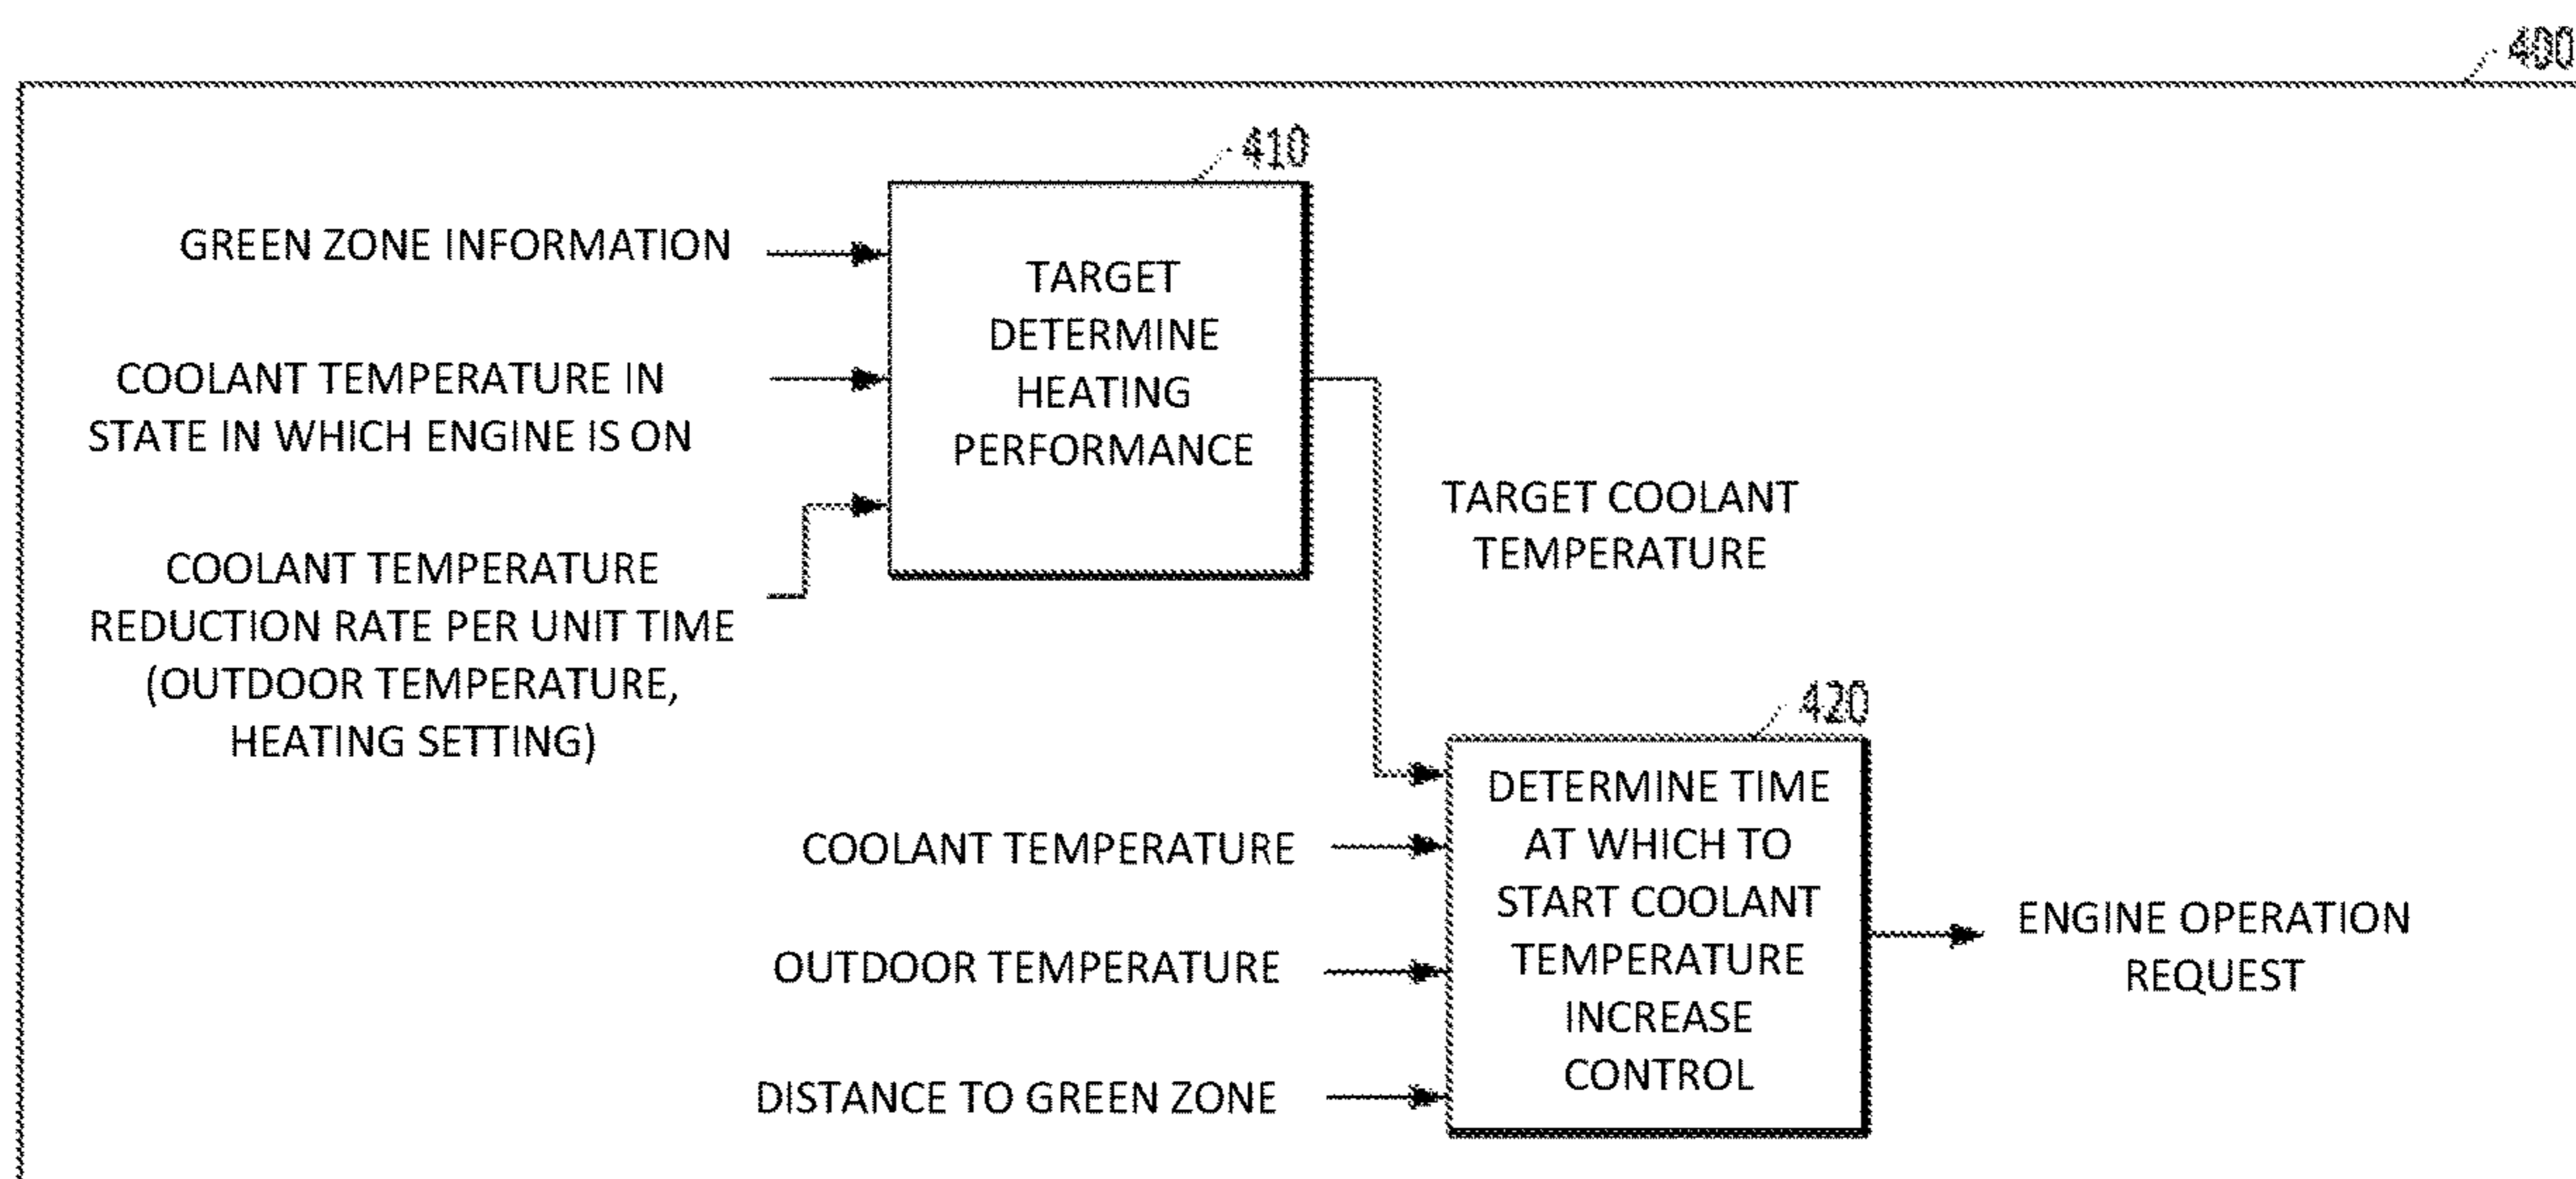 400
410
GREEN ZONE INFORMATION
COOLANT TEMPERATURE IN
STATE IN WHICH ENGINE IS ON
COOLANT TEMPERATURE
REDUCTION RATE PER UNIT TIME
(OUTDOOR TEMPERATURE,
HEATING SETTING)
TARGET
DETERMINE
HEATING
PERFORMANCE
TARGET COOLANT
TEMPERATURE
420
COOLANT TEMPERATURE
OUTDOOR TEMPERATURE
DISTANCE TO GREEN ZONE
DETERMINE TIME
AT WHICH TO
START COOLANT
TEMPERATURE
INCREASE
CONTROL
ENGINE OPERATION
REQUEST